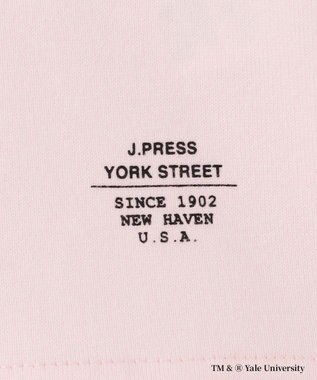 J.PRESS
YORK STREET
SINCE 1902
NEW HAVEN
U.S.A.
TM & ® Yale University